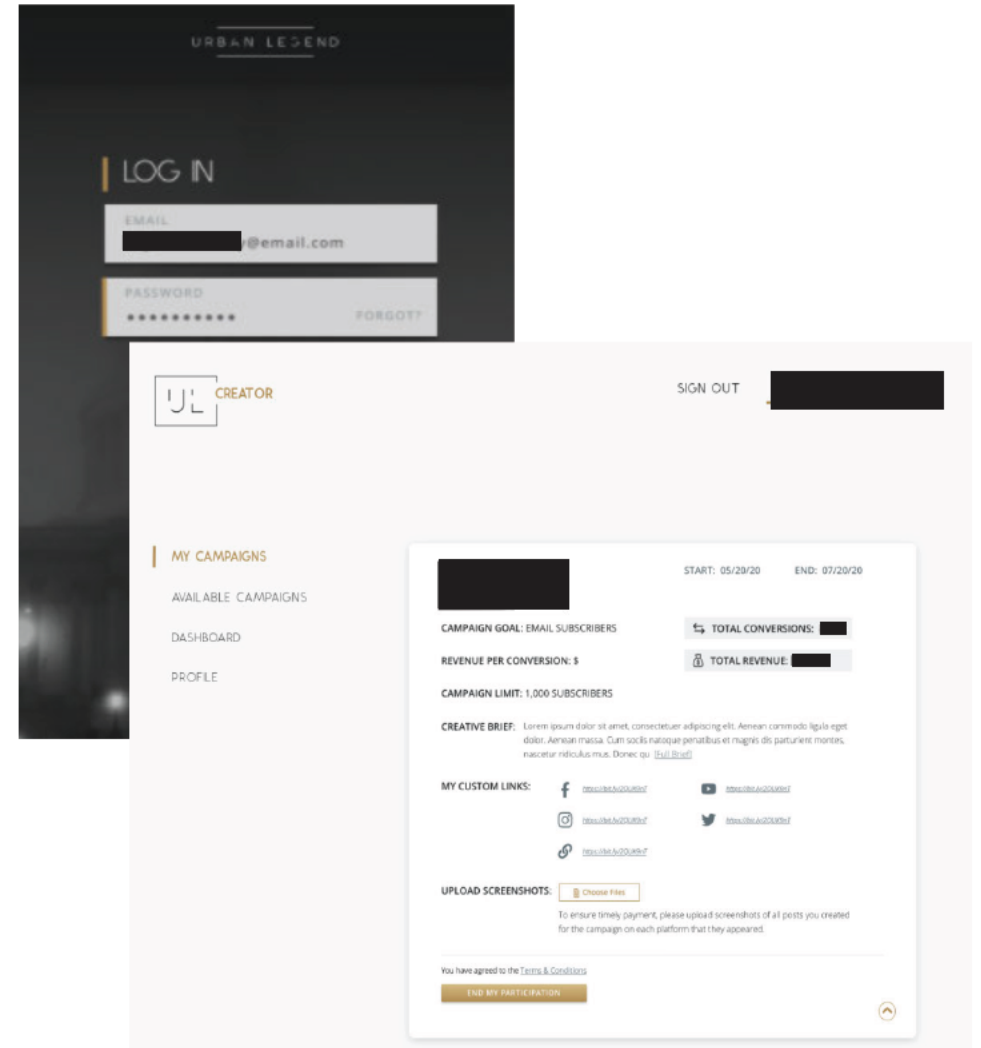 URBAN LEGEND
LOG IN
EMAIL
@email.com
PASSWORD
FORGOT?
UL CREATOR
SIGN OUT
MY CAMPAIGNS
AVAILABLE CAMPAIGNS
DASHBOARD
PROFILE
START: 05/20/20 END: 07/20/20
CAMPAIGN GOAL: EMAIL SUBSCRIBERS
TOTAL CONVERSIONS:
REVENUE PER CONVERSION: $
TOTAL REVENUE:
CAMPAIGN LIMIT: 1,000 SUBSCRIBERS
CREATIVE BRIEF: Lorem ipsum dolor sit amet, consectetuer adipiscing elit. Aenean commodo ligula eget
dolor. Aenean massa. Cum sociis natoque penatibus et magnis dis parturient montes,
nascetur ridiculus mus. Donec qu [Full Brief]
MY CUSTOM LINKS:
UPLOAD SCREENSHOTS: Choose Files
To ensure timely payment, please upload screenshots of all posts you created
for the campaign on each platform that they appeared.
You have agreed to the Terms & Conditions
END MY PARTICIPATION